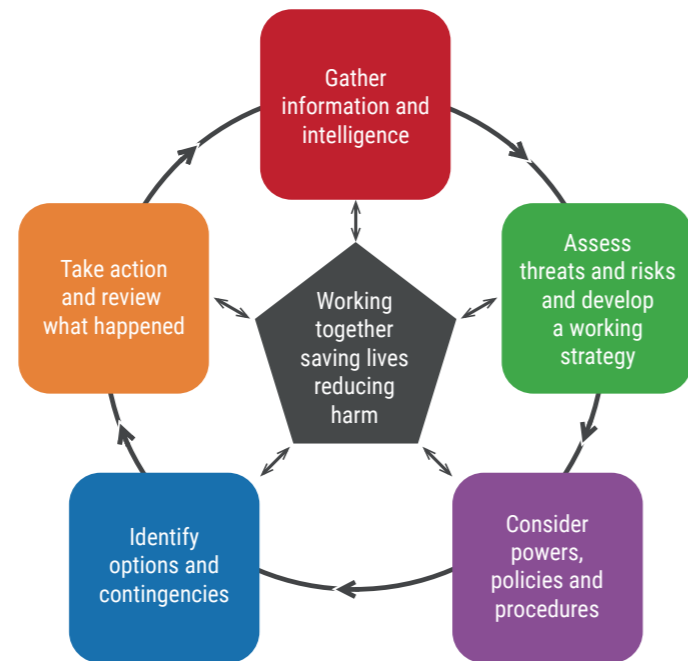 Gather
information and
intelligence
Assess
threats and risks
and develop
a working
strategy
Consider
powers,
policies and
procedures
Identify
options and
contingencies
Take action
and review
what happened
Working
together
saving lives
reducing
harm